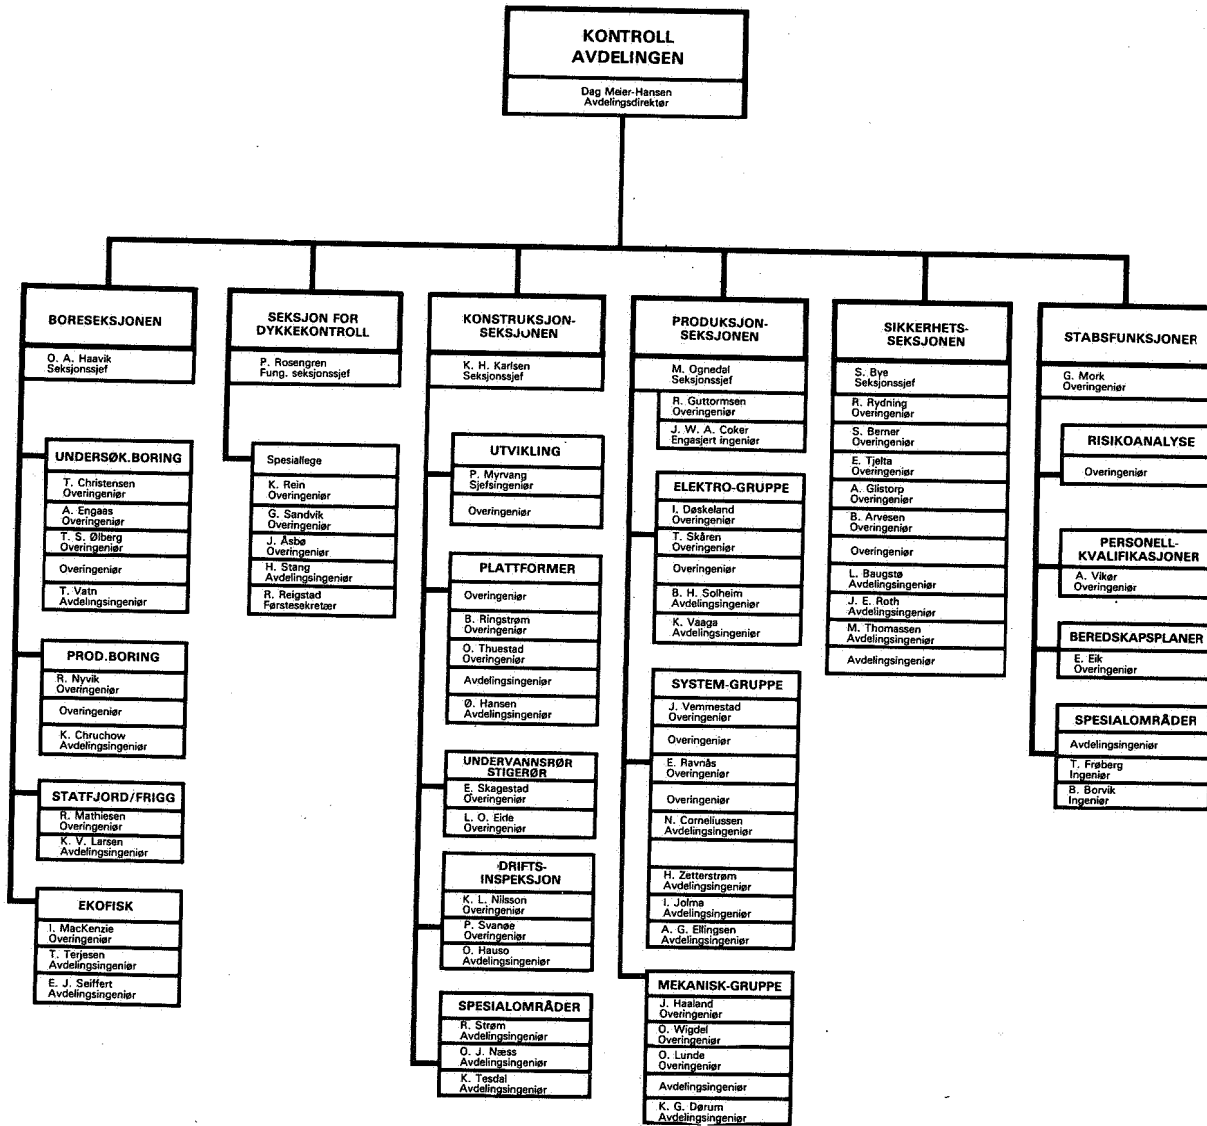 KONTROLL
AVDELINGEN
Dag Meier-Hansen
Avdelingsdirektør
BORESEKSJONEN
O. A. Haavik
Seksjonssjef
UNDERSØK.BORING
T. Christensen
Overingeniør
A. Engaas
Overingeniør
T. S. Ølberg
Overingeniør
Overingeniør
T. Vatn
Avdelingsingeniør
PROD.BORING
R. Nyvik
Overingeniør
Overingeniør
K. Chruchow
Avdelingsingeniør
STATFJORD/FRIGG
R. Mathiesen
Overingeniør
K. V. Larsen
Avdelingsingeniør
EKOFISK
I. MacKenzie
Overingeniør
T. Terjesen
Avdelingsingeniør
E. J. Seiffert
Avdelingsingeniør
SEKSJON FOR
DYKKEKONTROLL
P. Rosengren
Fung. seksjonssjef
Spesiallege
K. Rein
Overingeniør
G. Sandvik
Overingeniør
J. Åsbø
Overingeniør
H. Stang
Avdelingsingeniør
R. Reigstad
Førstesekretær
KONSTRUKSJON-
SEKSJONEN
K. H. Karlsen
Seksjonssjef
UTVIKLING
P. Myrvang
Sjefsingeniør
Overingeniør
PLATTFORMER
Overingeniør
B. Ringstrøm
Overingeniør
O. Thuestad
Overingeniør
Avdelingsingeniør
Ø. Hansen
Avdelingsingeniør
UNDERVANNSRØR
STIGERØR
E. Skagestad
Overingeniør
L. O. Eide
Overingeniør
DRIFTS-
INSPEKSJON
K. L. Nilsson
Overingeniør
P. Svanøe
Overingeniør
O. Hauso
Avdelingsingeniør
SPESIALOMRÅDER
R. Strøm
Avdelingsingeniør
O. J. Næss
Avdelingsingeniør
K. Tesdal
Avdelingsingeniør
PRODUKSJON-
SEKSJONEN
M. Ognedal
Seksjonssjef
R. Guttormsen
Overingeniør
J. W. A. Coker
Engasjert ingeniør
ELEKTRO-GRUPPE
I. Døskeland
Overingeniør
T. Skåren
Overingeniør
Overingeniør
B. H. Solheim
Avdelingsingeniør
K. Vaaga
Avdelingsingeniør
SYSTEM-GRUPPE
J. Vemmestad
Overingeniør
Overingeniør
E. Ravnås
Overingeniør
Overingeniør
N. Corneliussen
Avdelingsingeniør
H. Zetterstrøm
Avdelingsingeniør
I. Jolma
Avdelingsingeniør
A. G. Ellingsen
Avdelingsingeniør
MEKANISK-GRUPPE
J. Haaland
Overingeniør
O. Wigdel
Overingeniør
O. Lunde
Overingeniør
Avdelingsingeniør
K. G. Dørum
Avdelingsingeniør
SIKKERHETS-
SEKSJONEN
S. Bye
Seksjonssjef
R. Rydning
Overingeniør
S. Berner
Overingeniør
E. Tjelta
Overingeniør
A. Glistorp
Overingeniør
B. Arvesen
Overingeniør
Overingeniør
L. Baugstø
Avdelingsingeniør
J. E. Roth
Avdelingsingeniør
M. Thomassen
Avdelingsingeniør
Avdelingsingeniør
STABSFUNKSJONER
G. Mork
Overingeniør
RISIKOANALYSE
Overingeniør
PERSONELL-
KVALIFIKASJONER
A. Vikør
Overingeniør
BEREDSKAPSPLANER
E. Eik
Overingeniør
SPESIALOMRÅDER
Avdelingsingeniør
T. Frøberg
Ingeniør
B. Borvik
Ingeniør